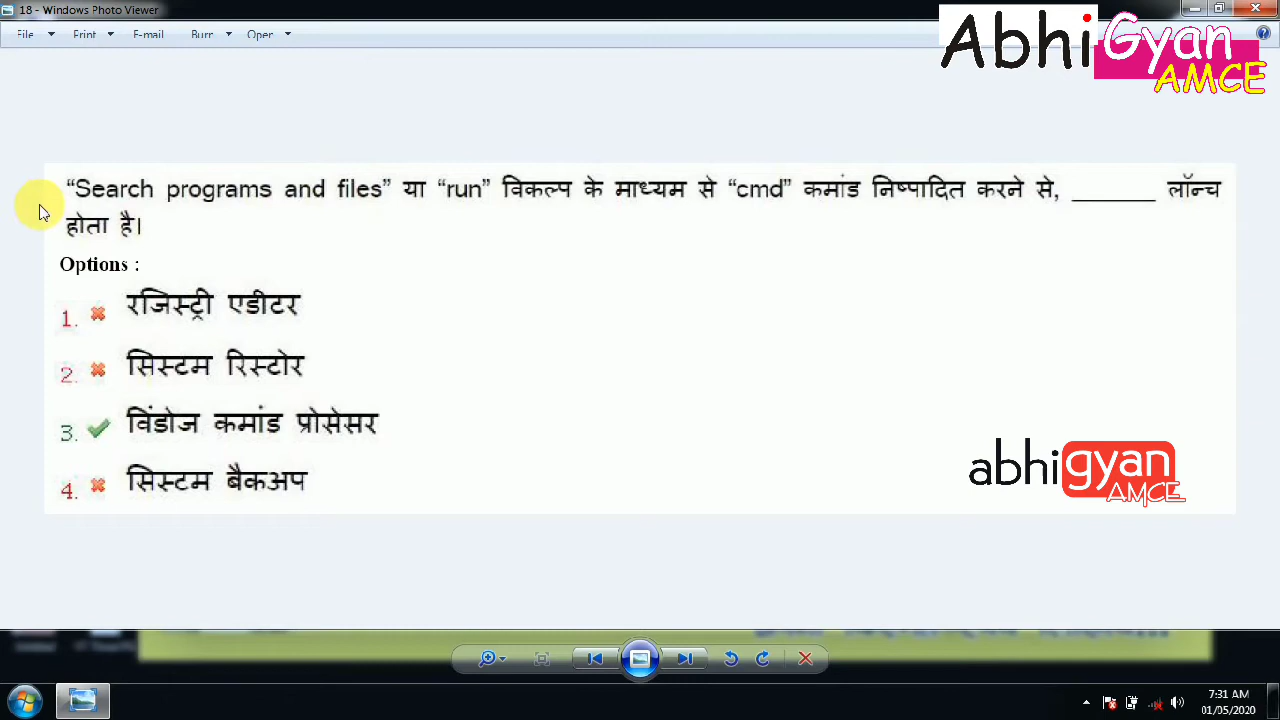 18 - Windows Photo Viewer
File Print E-mail Burn Open
AbhiGyan
AMCE
“Search programs and files” या “run” विकल्प के माध्यम से “cmd” कमांड निष्पादित करने से, _______ लॉन्च
होता है।
Options :
1. रजिस्ट्री एडीटर
2. सिस्टम रिस्टोर
3. विंडोज कमांड प्रोसेसर
4. सिस्टम बैकअप
abhigyan
AMCE
7:31 AM
01/05/2020